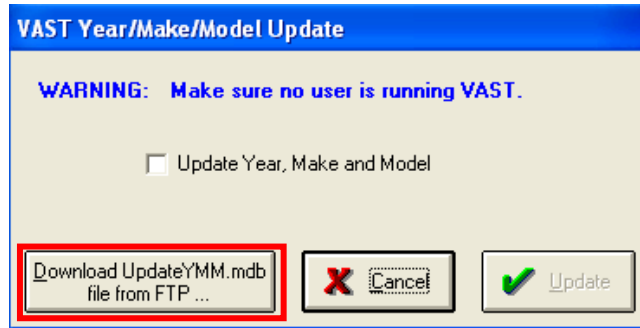 VAST Year/Make/Model Update
WARNING: Make sure no user is running VAST.
Update Year, Make and Model
Download UpdateYMM.mdb
file from FTP ...
Cancel
Update